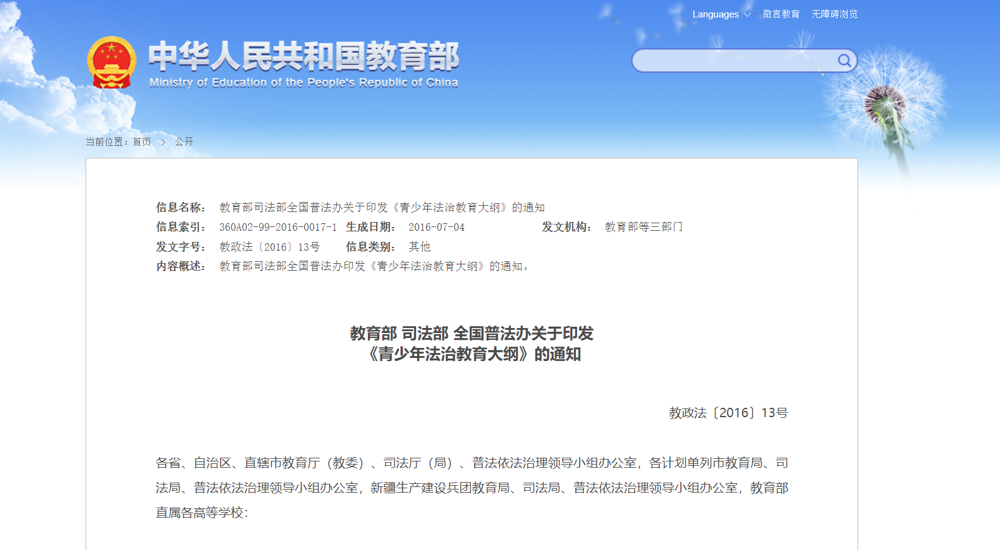 Languages 微言教育 无障碍浏览
中华人民共和国教育部
Ministry of Education of the People's Republic of China
当前位置：首页 > 公开
信息名称： 教育部司法部全国普法办关于印发《青少年法治教育大纲》的通知
信息索引： 360A02-99-2016-0017-1 生成日期： 2016-07-04 发文机构： 教育部等三部门
发文字号： 教政法〔2016〕13号 信息类别： 其他
内容概述： 教育部司法部全国普法办印发《青少年法治教育大纲》的通知。
教育部 司法部 全国普法办关于印发
《青少年法治教育大纲》的通知
教政法〔2016〕13号
各省、自治区、直辖市教育厅（教委）、司法厅（局）、普法依法治理领导小组办公室，各计划单列市教育局、司
法局、普法依法治理领导小组办公室，新疆生产建设兵团教育局、司法局、普法依法治理领导小组办公室，教育部
直属各高等学校：